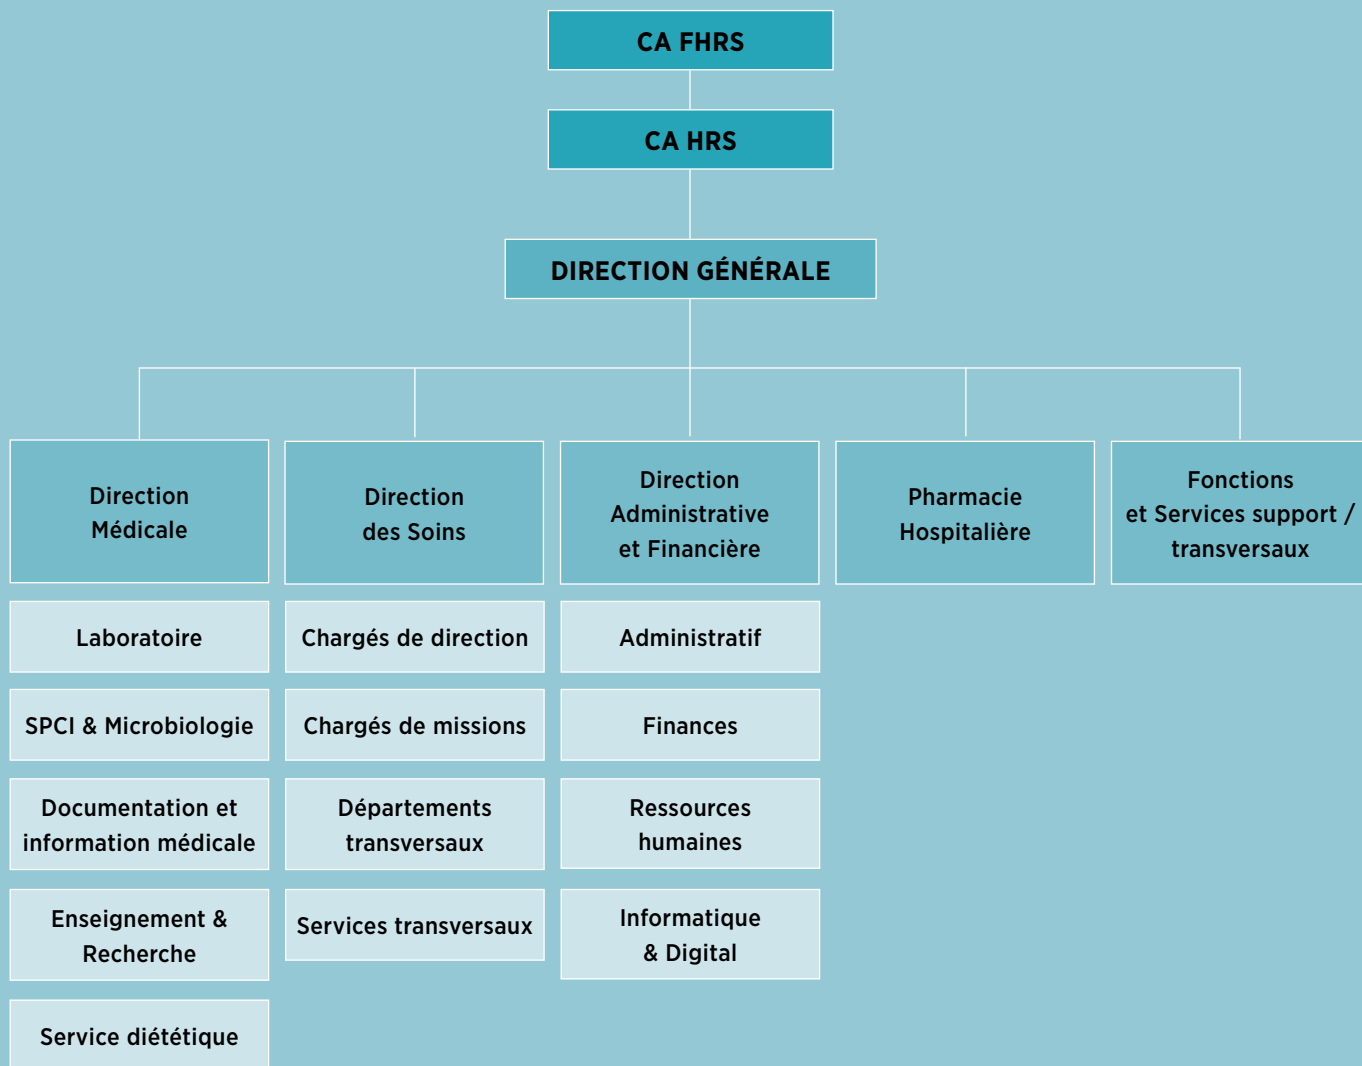 CA FHRS
CA HRS
DIRECTION GÉNÉRALE
Direction
Médicale
Direction
des Soins
Direction
Administrative
et Financière
Pharmacie
Hospitalière
Fonctions
et Services support /
transversaux
Laboratoire
SPCI & Microbiologie
Documentation et
information médicale
Enseignement &
Recherche
Service diététique
Chargés de direction
Chargés de missions
Départements
transversaux
Services transversaux
Administratif
Finances
Ressources
humaines
Informatique
& Digital